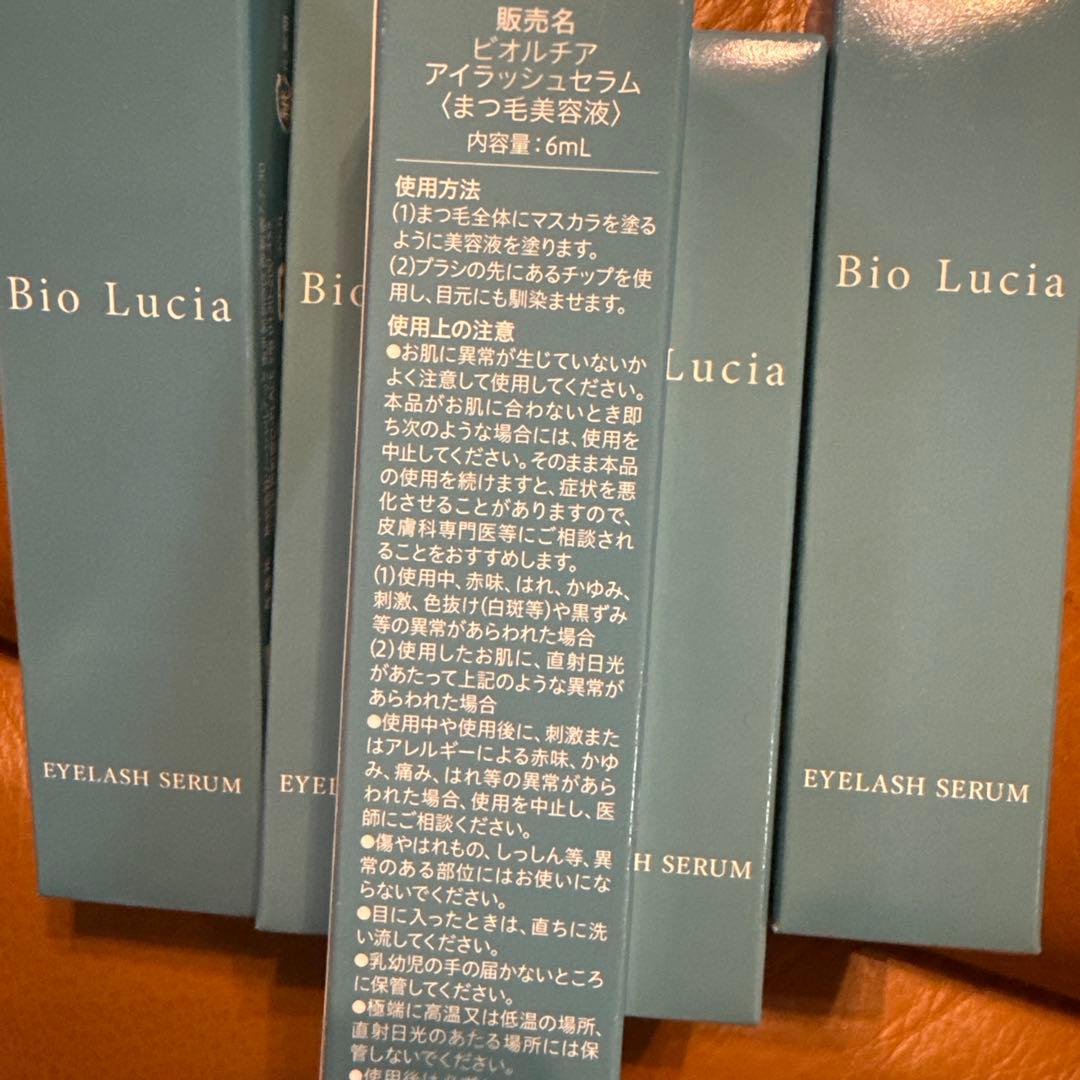 販売名
ビオルチア
アイラッシュセラム
〈まつ毛美容液〉
内容量：6mL
使用方法
(1)まつ毛全体にマスカラを塗る
ように美容液を塗ります。
(2)ブラシの先にあるチップを使
用し、目元にも馴染ませます。
使用上の注意
●お肌に異常が生じていないか
よく注意して使用してください。
本品がお肌に合わないとき即
ち次のような場合には、使用を
中止してください。そのまま本品
の使用を続けますと、症状を悪
化させることがありますので、
皮膚科専門医等にご相談され
ることをおすすめします。
(1)使用中、赤味、はれ、かゆみ、
刺激、色抜け(白斑等)や黒ずみ
等の異常があらわれた場合
(2)使用したお肌に、直射日光
があたって上記のような異常が
あらわれた場合
●使用中や使用後に、刺激また
はアレルギーによる赤味、かゆ
み、痛み、はれ等の異常があら
われた場合、使用を中止し、医
師にご相談ください。
●傷やはれもの、しっしん等、異
常のある部位にはお使いにな
らないでください。
●目に入ったときは、直ちに洗
い流してください。
●乳幼児の手の届かないところ
に保管してください。
●極端に高温又は低温の場所、
直射日光のあたる場所には保
管しないでください。
●使用後は必ず
Bio Lucia
EYELASH SERUM
Bio
EYEL
Lucia
H SERUM
Bio Lucia
EYELASH SERUM